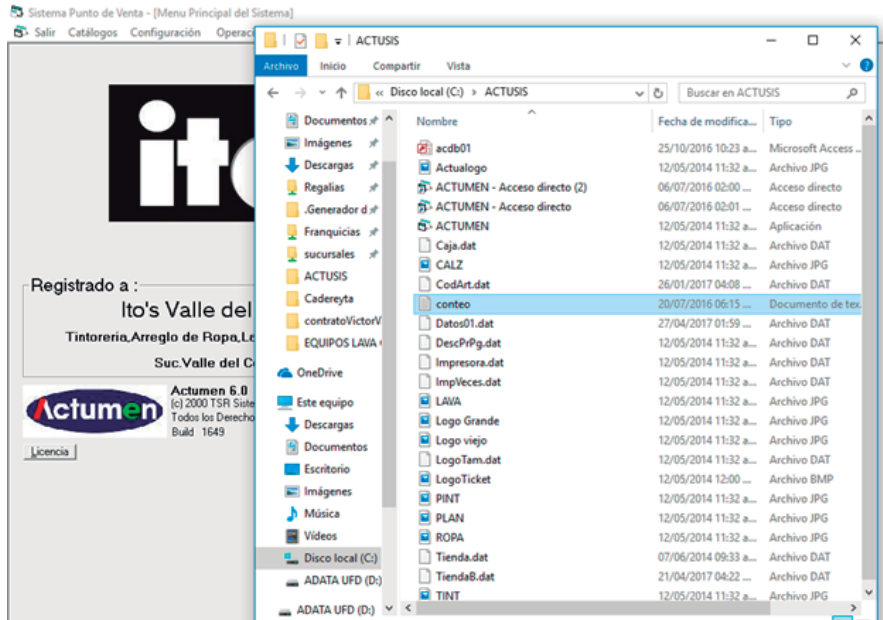 Sistema Punto de Venta - [Menu Principal del Sistema]
Salir Catálogos Configuración Operaci
ito
Registrado a :
Ito's Valle del
Tintoreria,Arreglo de Ropa,La
Suc.Valle del C
Actumen
Actumen 6.0
(c) 2000 TSR Siste
Todos los Derecho
Build 1649
Licencia
ACTUSIS
Archivo Inicio Compartir Vista
« Disco local (C:) > ACTUSIS
Buscar en ACTU
Documentos
Imágenes
Descargas
Regalias
.Generador d
Franquicias
sucursales
ACTUSIS
Cadereyta
contratoVictorV
EQUIPOS LAVA
OneDrive
Este equipo
Descargas
Documentos
Escritorio
Imágenes
Música
Vídeos
Disco local (C:)
ADATA UFD (D:)
ADATA UFD (D:)
Nombre Fecha de modifica... Tipo
acdb01 25/10/2016 10:23 a... Microsoft Access ..
Actualogo 12/05/2014 11:32 a... Archivo JPG
ACTUMEN - Acceso directo (2) 06/07/2016 02:00 ... Acceso directo
ACTUMEN - Acceso directo 06/07/2016 02:01 ... Acceso directo
ACTUMEN 12/05/2014 11:32 a... Aplicación
Caja.dat 12/05/2014 11:32 a... Archivo DAT
CALZ 12/05/2014 11:32 a... Archivo JPG
CodArt.dat 26/01/2017 04:08 ... Archivo DAT
conteo 20/07/2016 06:15 ... Documento de tex
Datos01.dat 27/04/2017 01:59 ... Archivo DAT
DescPrPg.dat 12/05/2014 11:32 a... Archivo DAT
Impresora.dat 12/05/2014 11:32 a... Archivo DAT
ImpVeces.dat 12/05/2014 11:32 a... Archivo DAT
LAVA 12/05/2014 11:32 a... Archivo JPG
Logo Grande 12/05/2014 11:32 a... Archivo JPG
Logo viejo 12/05/2014 11:32 a... Archivo JPG
LogoTam.dat 12/05/2014 11:32 a... Archivo DAT
LogoTicket 12/05/2014 12:00 ... Archivo BMP
PINT 12/05/2014 11:32 a... Archivo JPG
PLAN 12/05/2014 11:32 a... Archivo JPG
ROPA 12/05/2014 11:32 a... Archivo JPG
Tienda.dat 07/06/2014 09:33 a... Archivo DAT
TiendaB.dat 21/04/2017 04:22 ... Archivo DAT
TINT 12/05/2014 11:32 a... Archivo JPG